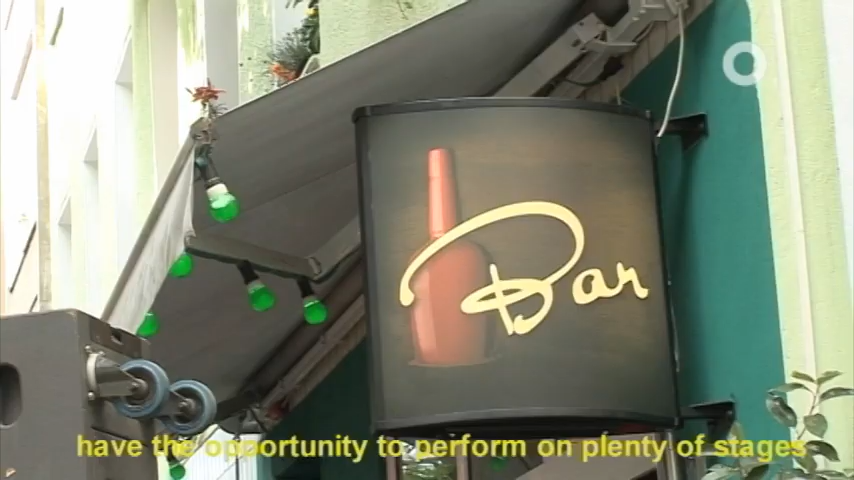 Bar
have the opportunity to perform on plenty of stages